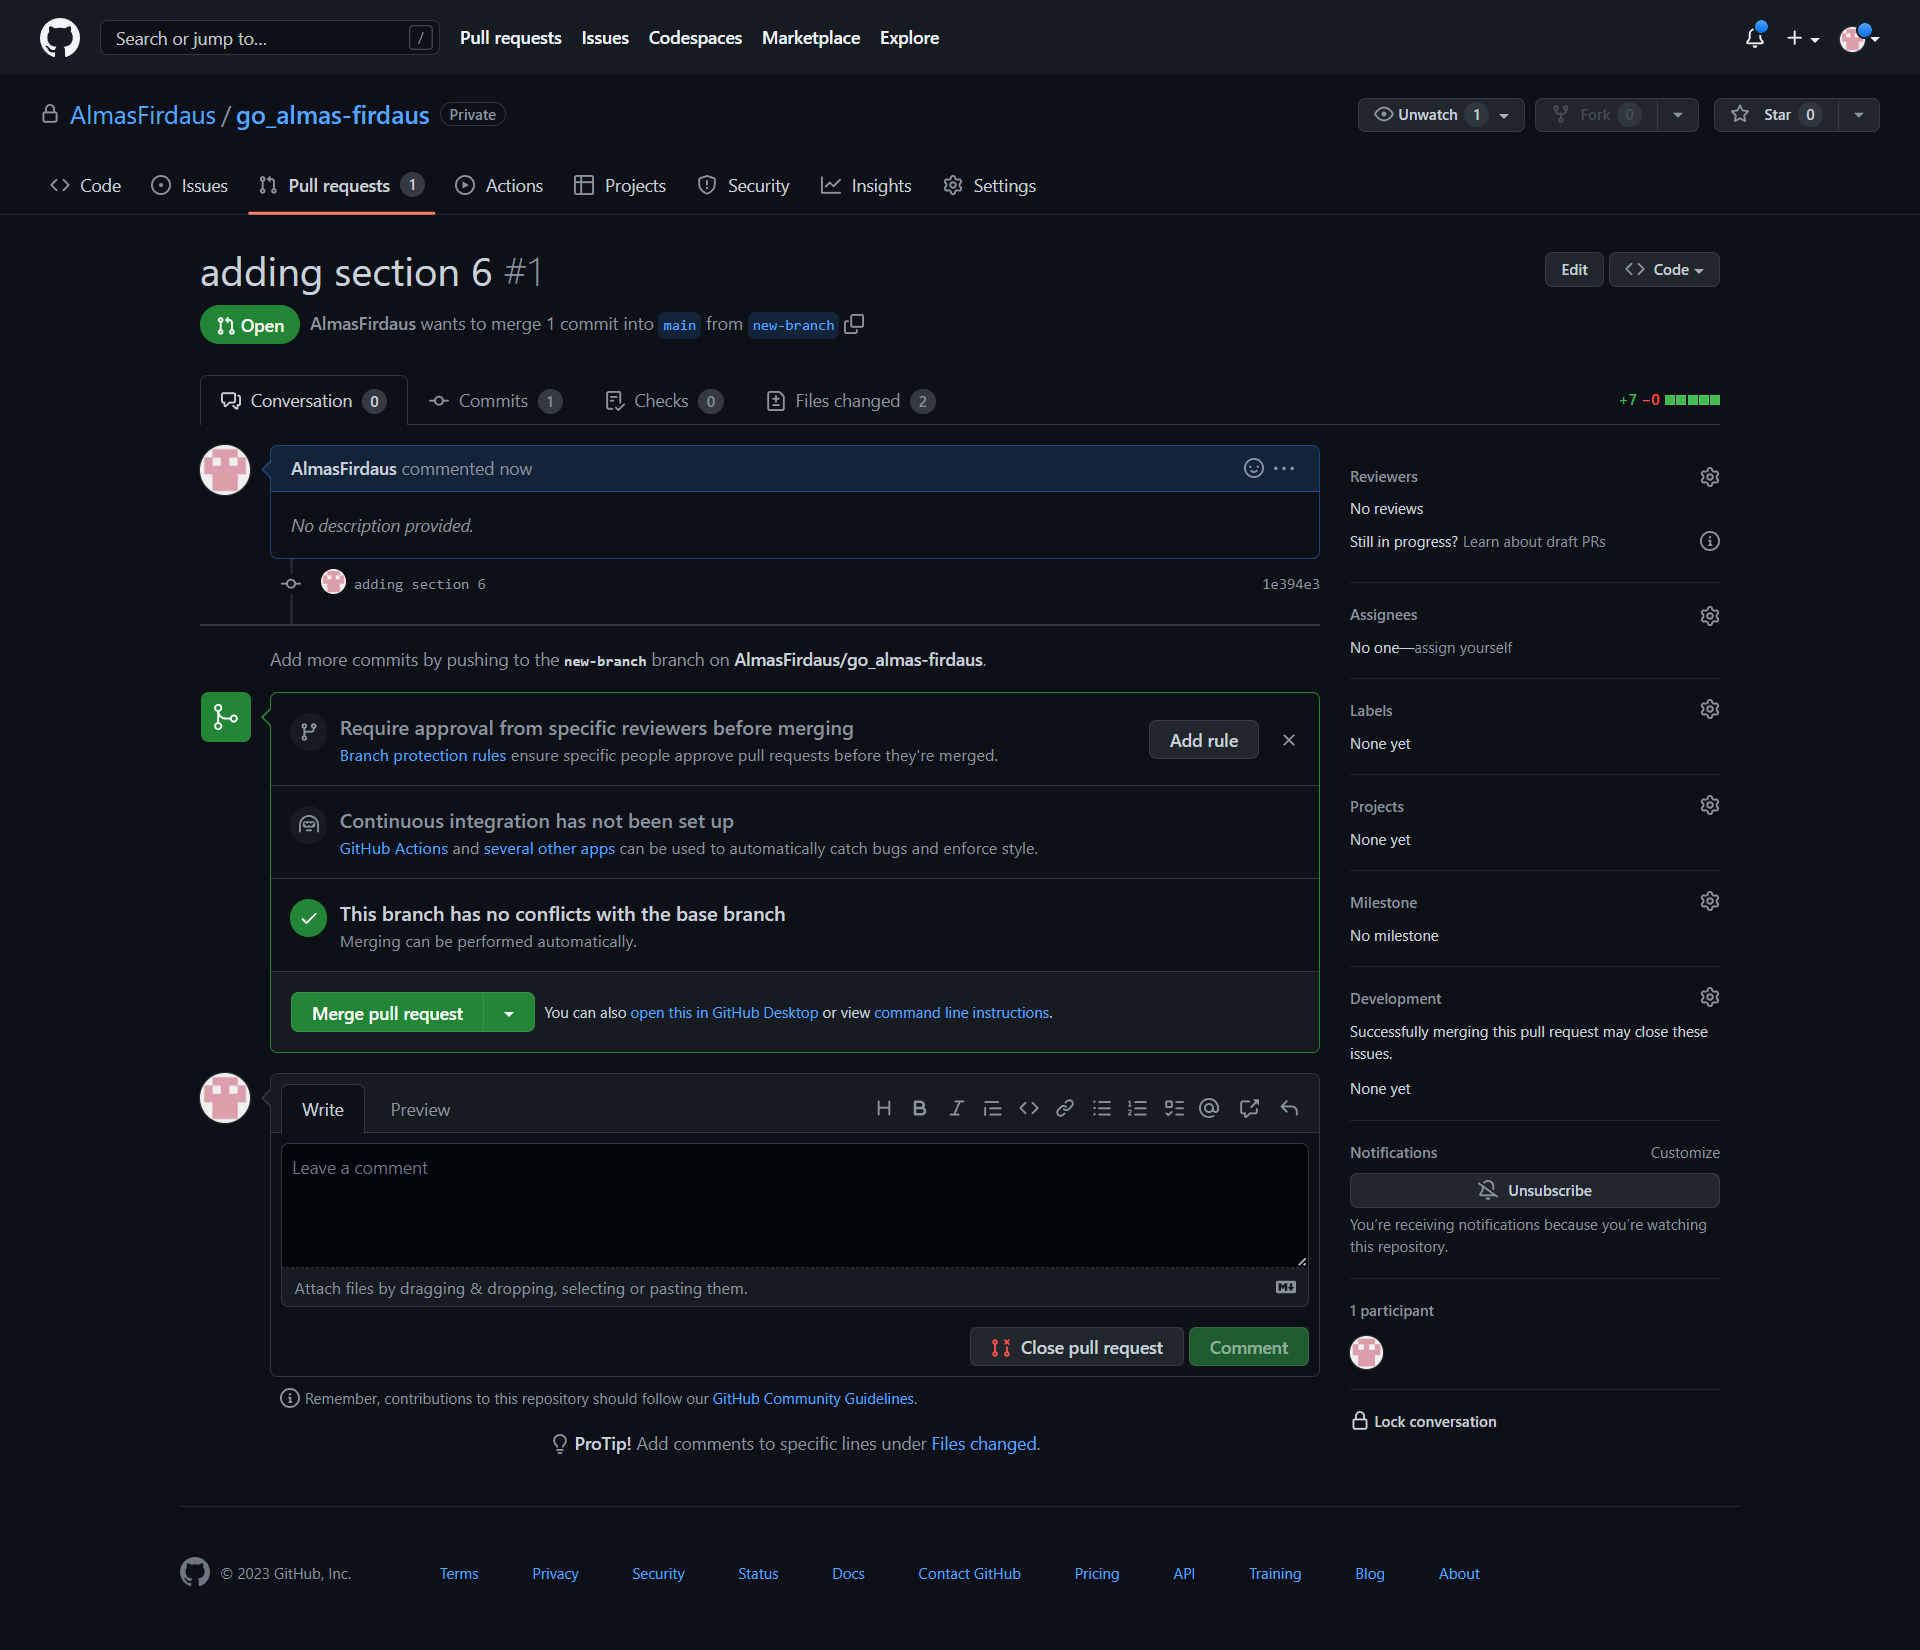 Search or jump to... /
Pull requests Issues Codespaces Marketplace Explore
AlmasFirdaus / go_almas-firdaus Private
Unwatch 1 Fork 0 Star 0
Code Issues Pull requests 1 Actions Projects Security Insights Settings
adding section 6 #1
Edit Code
Open AlmasFirdaus wants to merge 1 commit into main from new-branch
Conversation 0 Commits 1 Checks 0 Files changed 2
+7 −0
AlmasFirdaus commented now
No description provided.
adding section 6 1e394e3
Add more commits by pushing to the new-branch branch on AlmasFirdaus/go_almas-firdaus.
Require approval from specific reviewers before merging
Branch protection rules ensure specific people approve pull requests before they're merged.
Add rule
Continuous integration has not been set up
GitHub Actions and several other apps can be used to automatically catch bugs and enforce style.
This branch has no conflicts with the base branch
Merging can be performed automatically.
Merge pull request You can also open this in GitHub Desktop or view command line instructions.
Write Preview
Leave a comment
Attach files by dragging & dropping, selecting or pasting them.
Close pull request Comment
Remember, contributions to this repository should follow our GitHub Community Guidelines.
ProTip! Add comments to specific lines under Files changed.
Reviewers
No reviews
Still in progress? Learn about draft PRs
Assignees
No one—assign yourself
Labels
None yet
Projects
None yet
Milestone
No milestone
Development
Successfully merging this pull request may close these
issues.
None yet
Notifications Customize
Unsubscribe
You're receiving notifications because you're watching
this repository.
1 participant
Lock conversation
© 2023 GitHub, Inc. Terms Privacy Security Status Docs Contact GitHub Pricing API Training Blog About